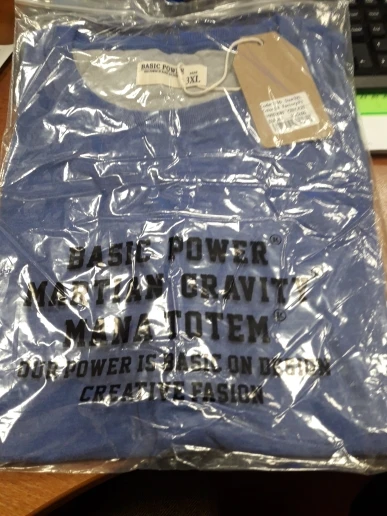 BASIC POWER
3XL
BASIC POWER®
MARTIAN GRAVITY
MANA TOTEM®
OUR POWER IS BASIC ON DESIGN
CREATIVE FASION